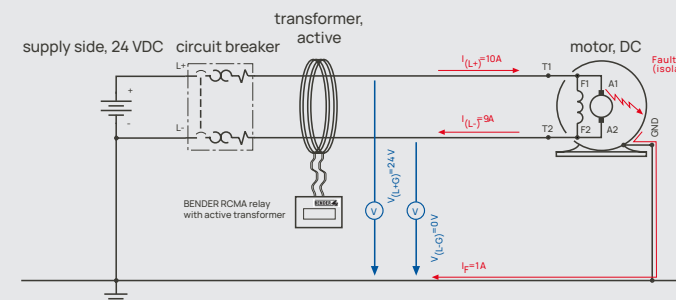 transformer,
active
supply side, 24 VDC
circuit breaker
motor, DC
L+
I(L+)=10A
T1
Fault
(isola
F1
A1
+
-
L-
I(L-)=9A
T2
F2
A2
GND
V(L+G)=24V
V(L-G)=0V
BENDER RCMA relay
with active transformer
V
V
IF=1A